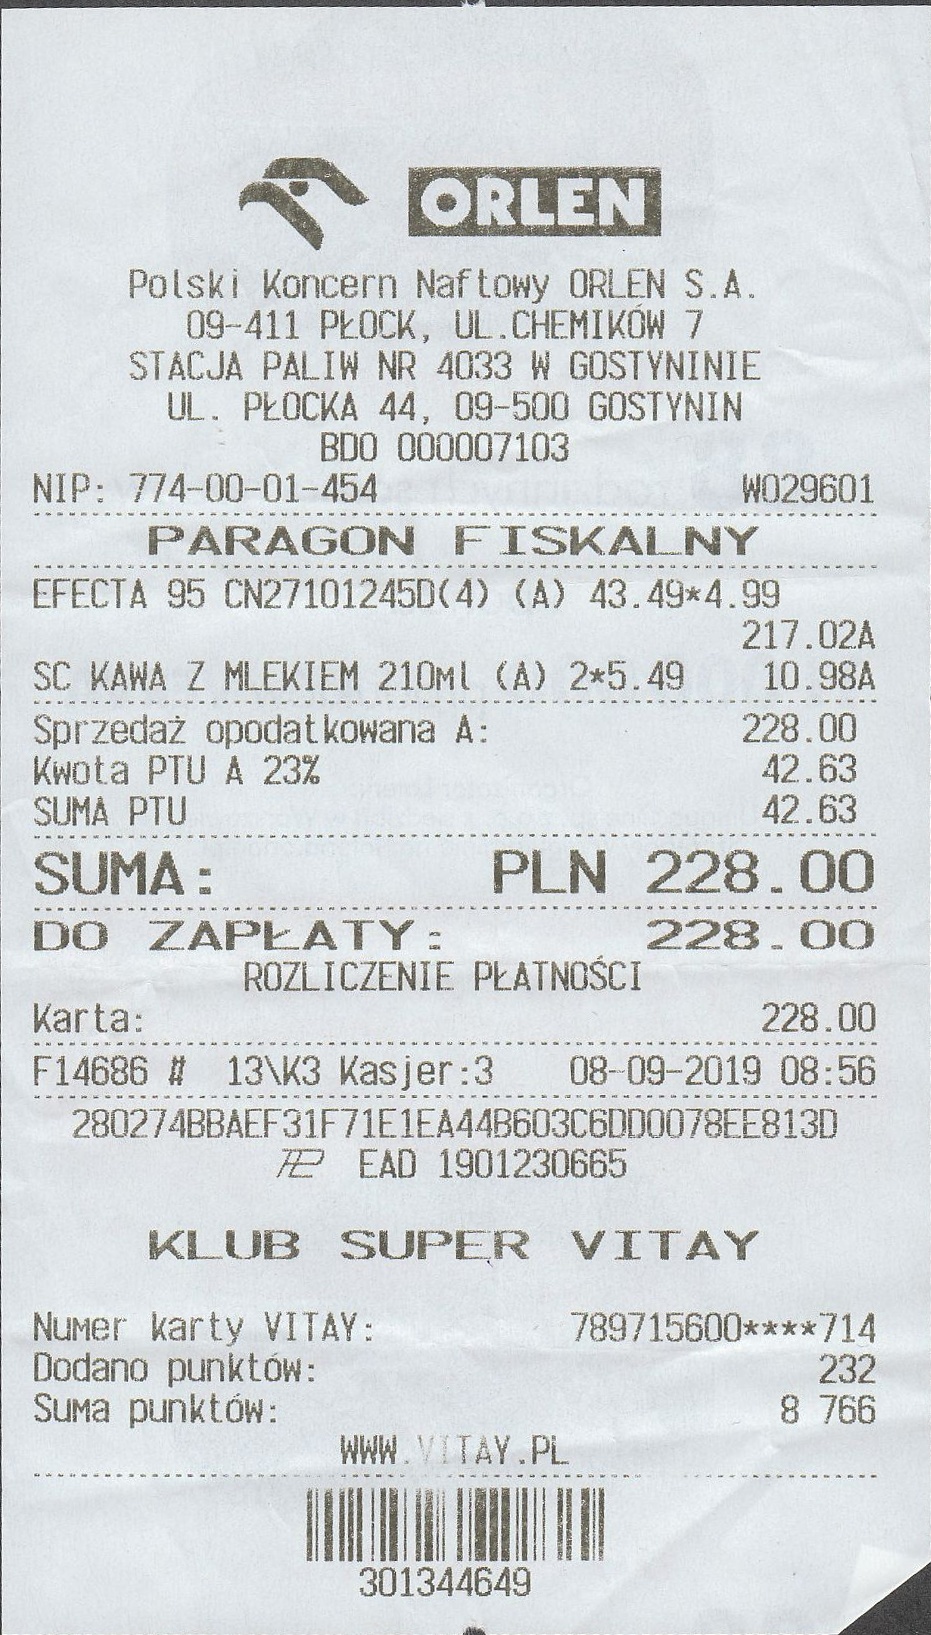 ORLEN
Polski Koncern Naftowy ORLEN S.A.
09-411 PŁOCK, UL.CHEMIKÓW 7
STACJA PALIW NR 4033 W GOSTYNINIE
UL. PŁOCKA 44, 09-500 GOSTYNIN
BDO 000007103
NIP: 774-00-01-454 W029601
PARAGON FISKALNY
EFECTA 95 CN27101245D(4) (A) 43.49*4.99
217.02A
SC KAWA Z MLEKIEM 210ml (A) 2*5.49 10.98A
Sprzedaż opodatkowana A: 228.00
Kwota PTU A 23% 42.63
SUMA PTU 42.63
SUMA: PLN 228.00
DO ZAPŁATY: 228.00
ROZLICZENIE PŁATNOŚCI
Karta: 228.00
F14686 # 13\K3 Kasjer:3 08-09-2019 08:56
280274BBAEF31F71E1EA44B603C6DD0078EE813D
EAD 1901230665
KLUB SUPER VITAY
Numer karty VITAY: 789715600****714
Dodano punktów: 232
Suma punktów: 8 766
WWW.VITAY.PL
301344649